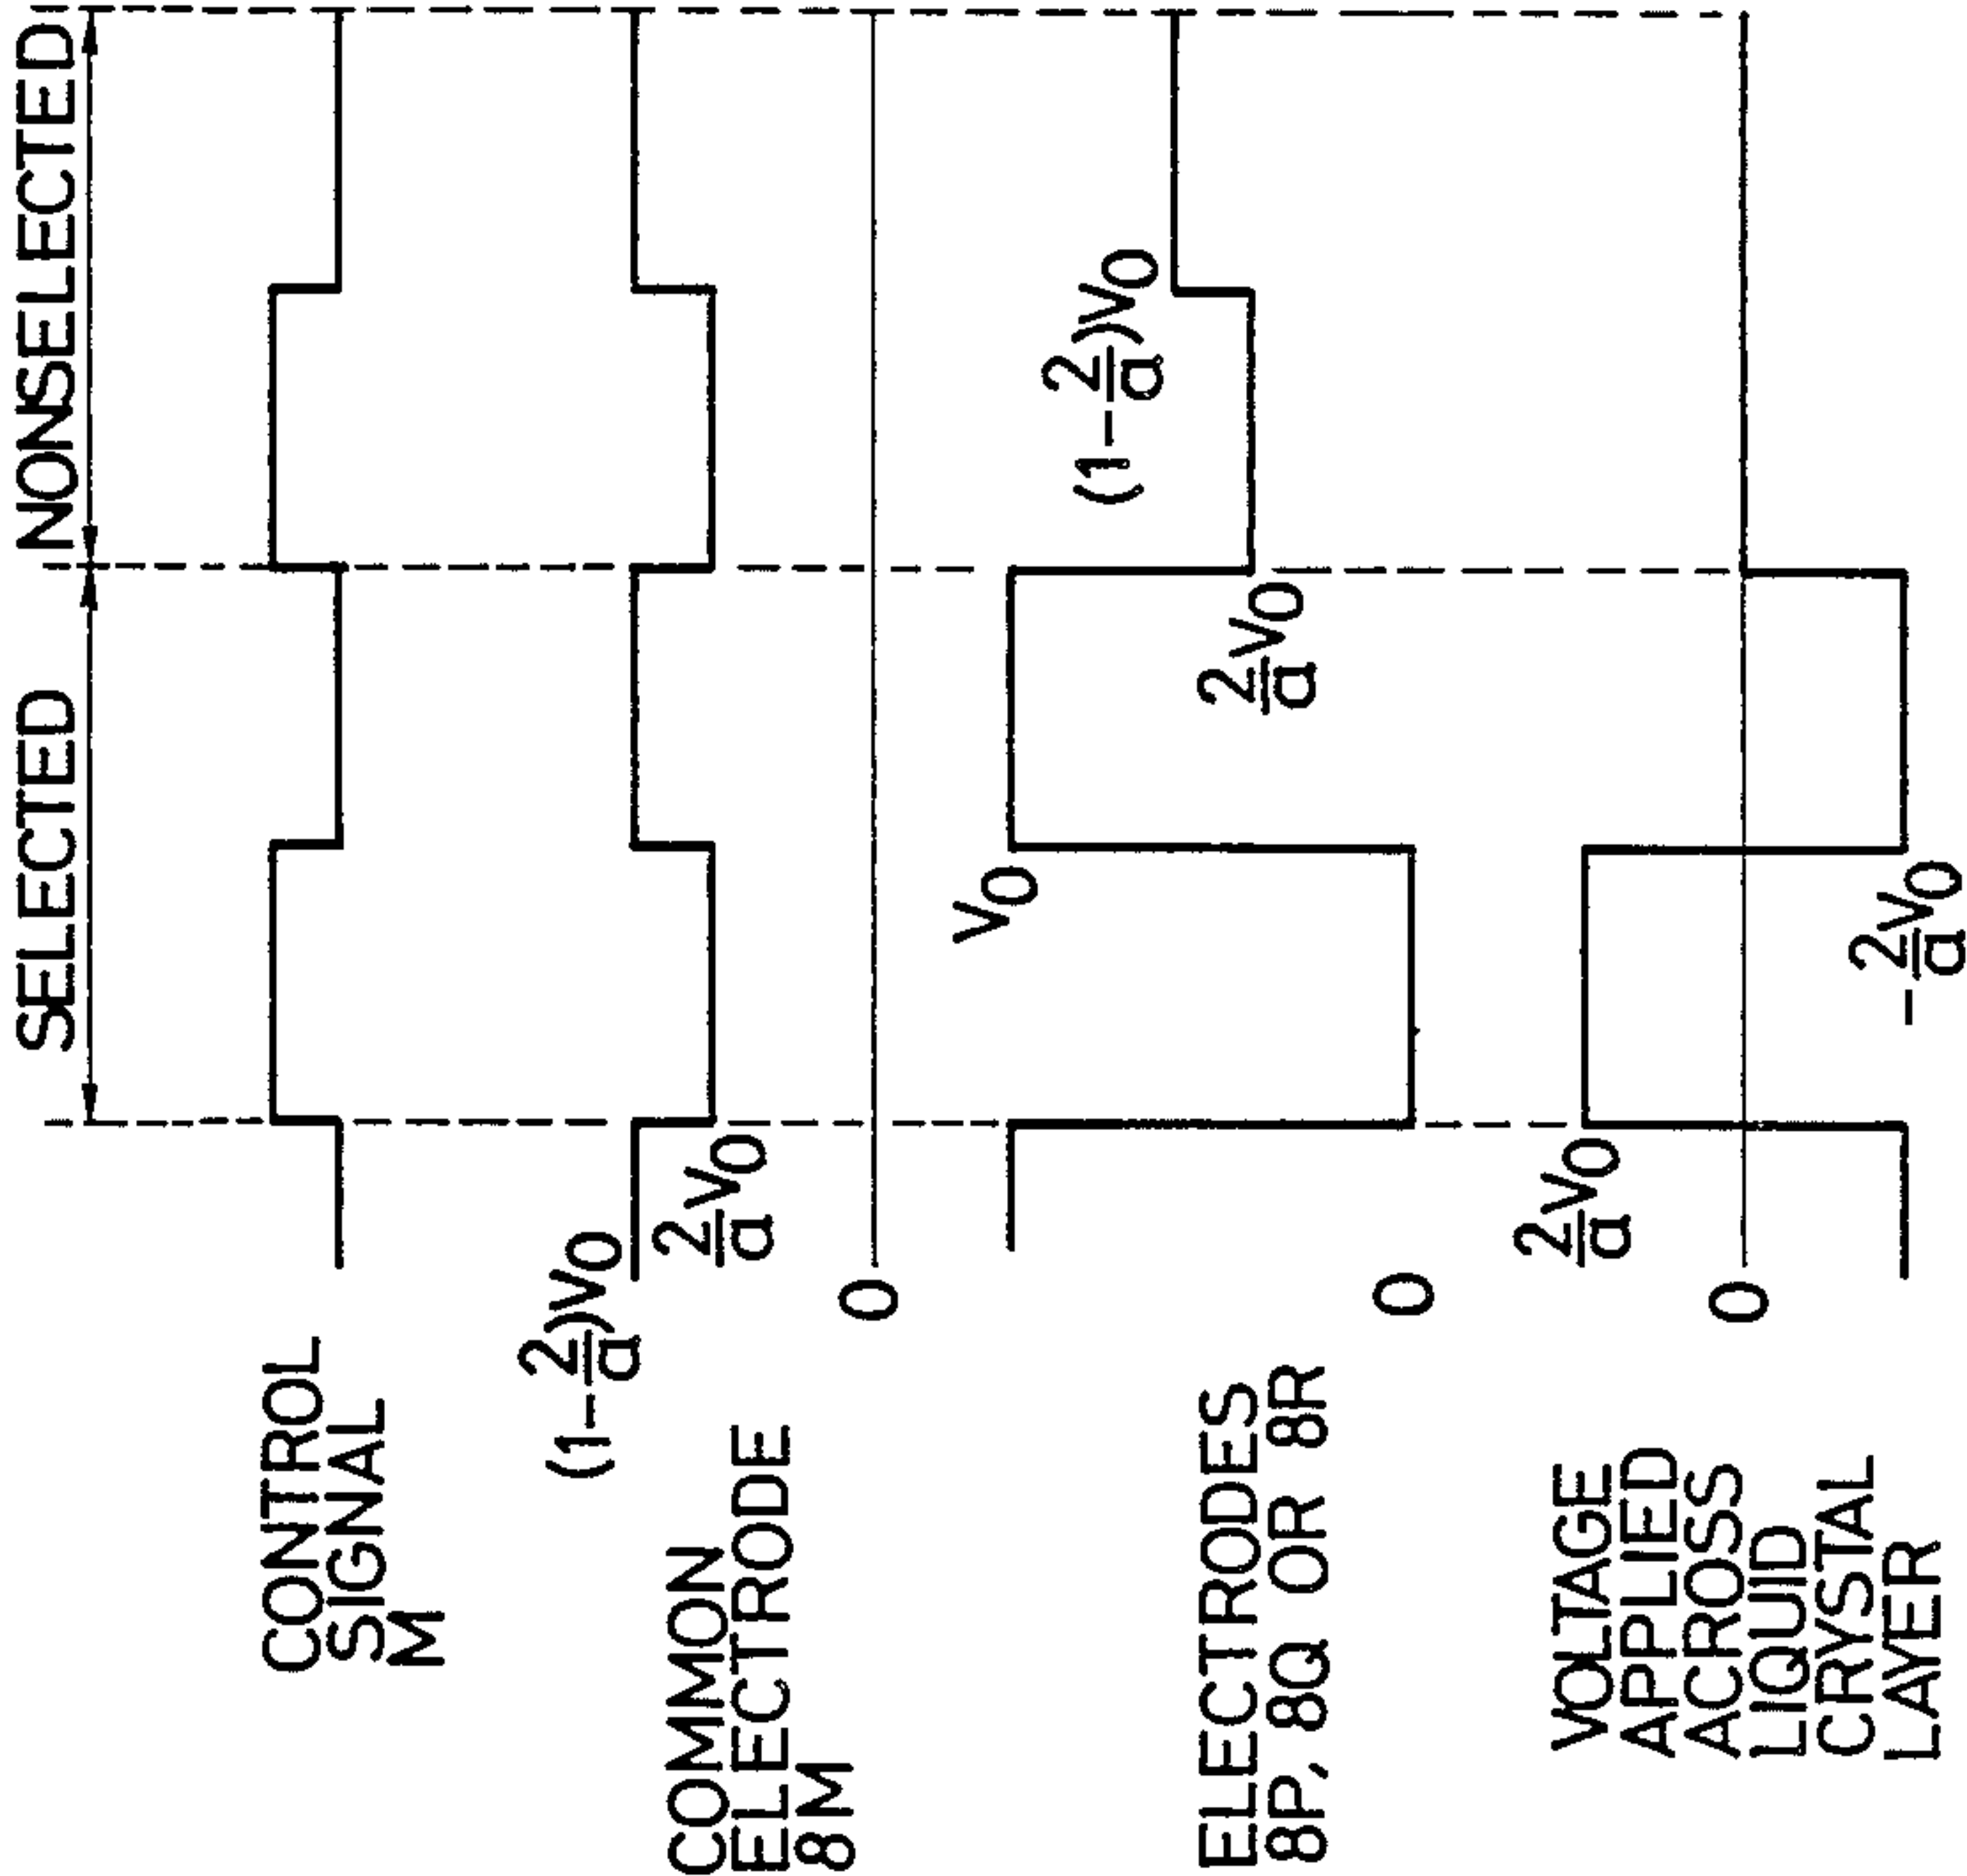 SELECTED
NONSELECTED
CONTROL
SIGNAL
M
(1-2/a)V0
COMMON
ELECTRODE
8M
2/a V0
0
V0
(1-2/a)V0
ELECTRODES
8P, 8Q OR 8R
2/a V0
0
2/a V0
VOLTAGE
APPLIED
ACROSS
LIQUID
CRYSTAL
LAYER
0
-2/a V0